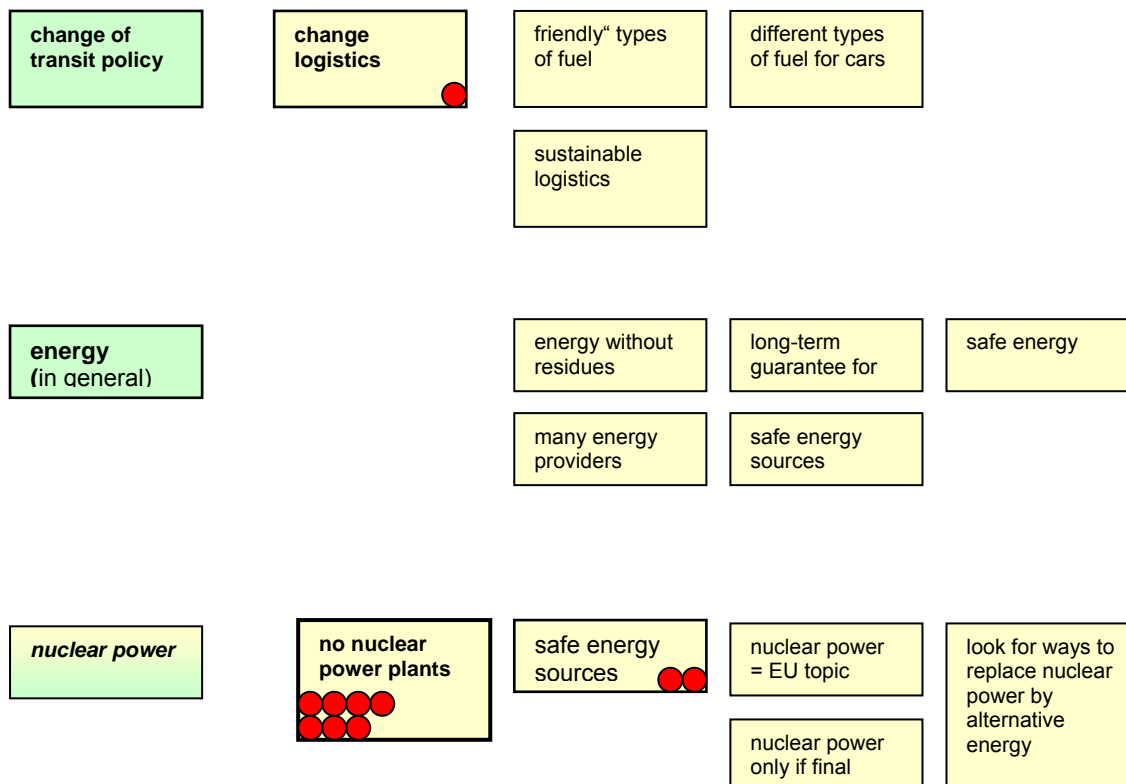 change of
transit policy
change
logistics
friendly“ types
of fuel
different types
of fuel for cars
sustainable
logistics
energy
(in general)
energy without
residues
long-term
guarantee for
safe energy
many energy
providers
safe energy
sources
nuclear power
no nuclear
power plants
safe energy
sources
nuclear power
= EU topic
look for ways to
replace nuclear
power by
alternative
energy
nuclear power
only if final